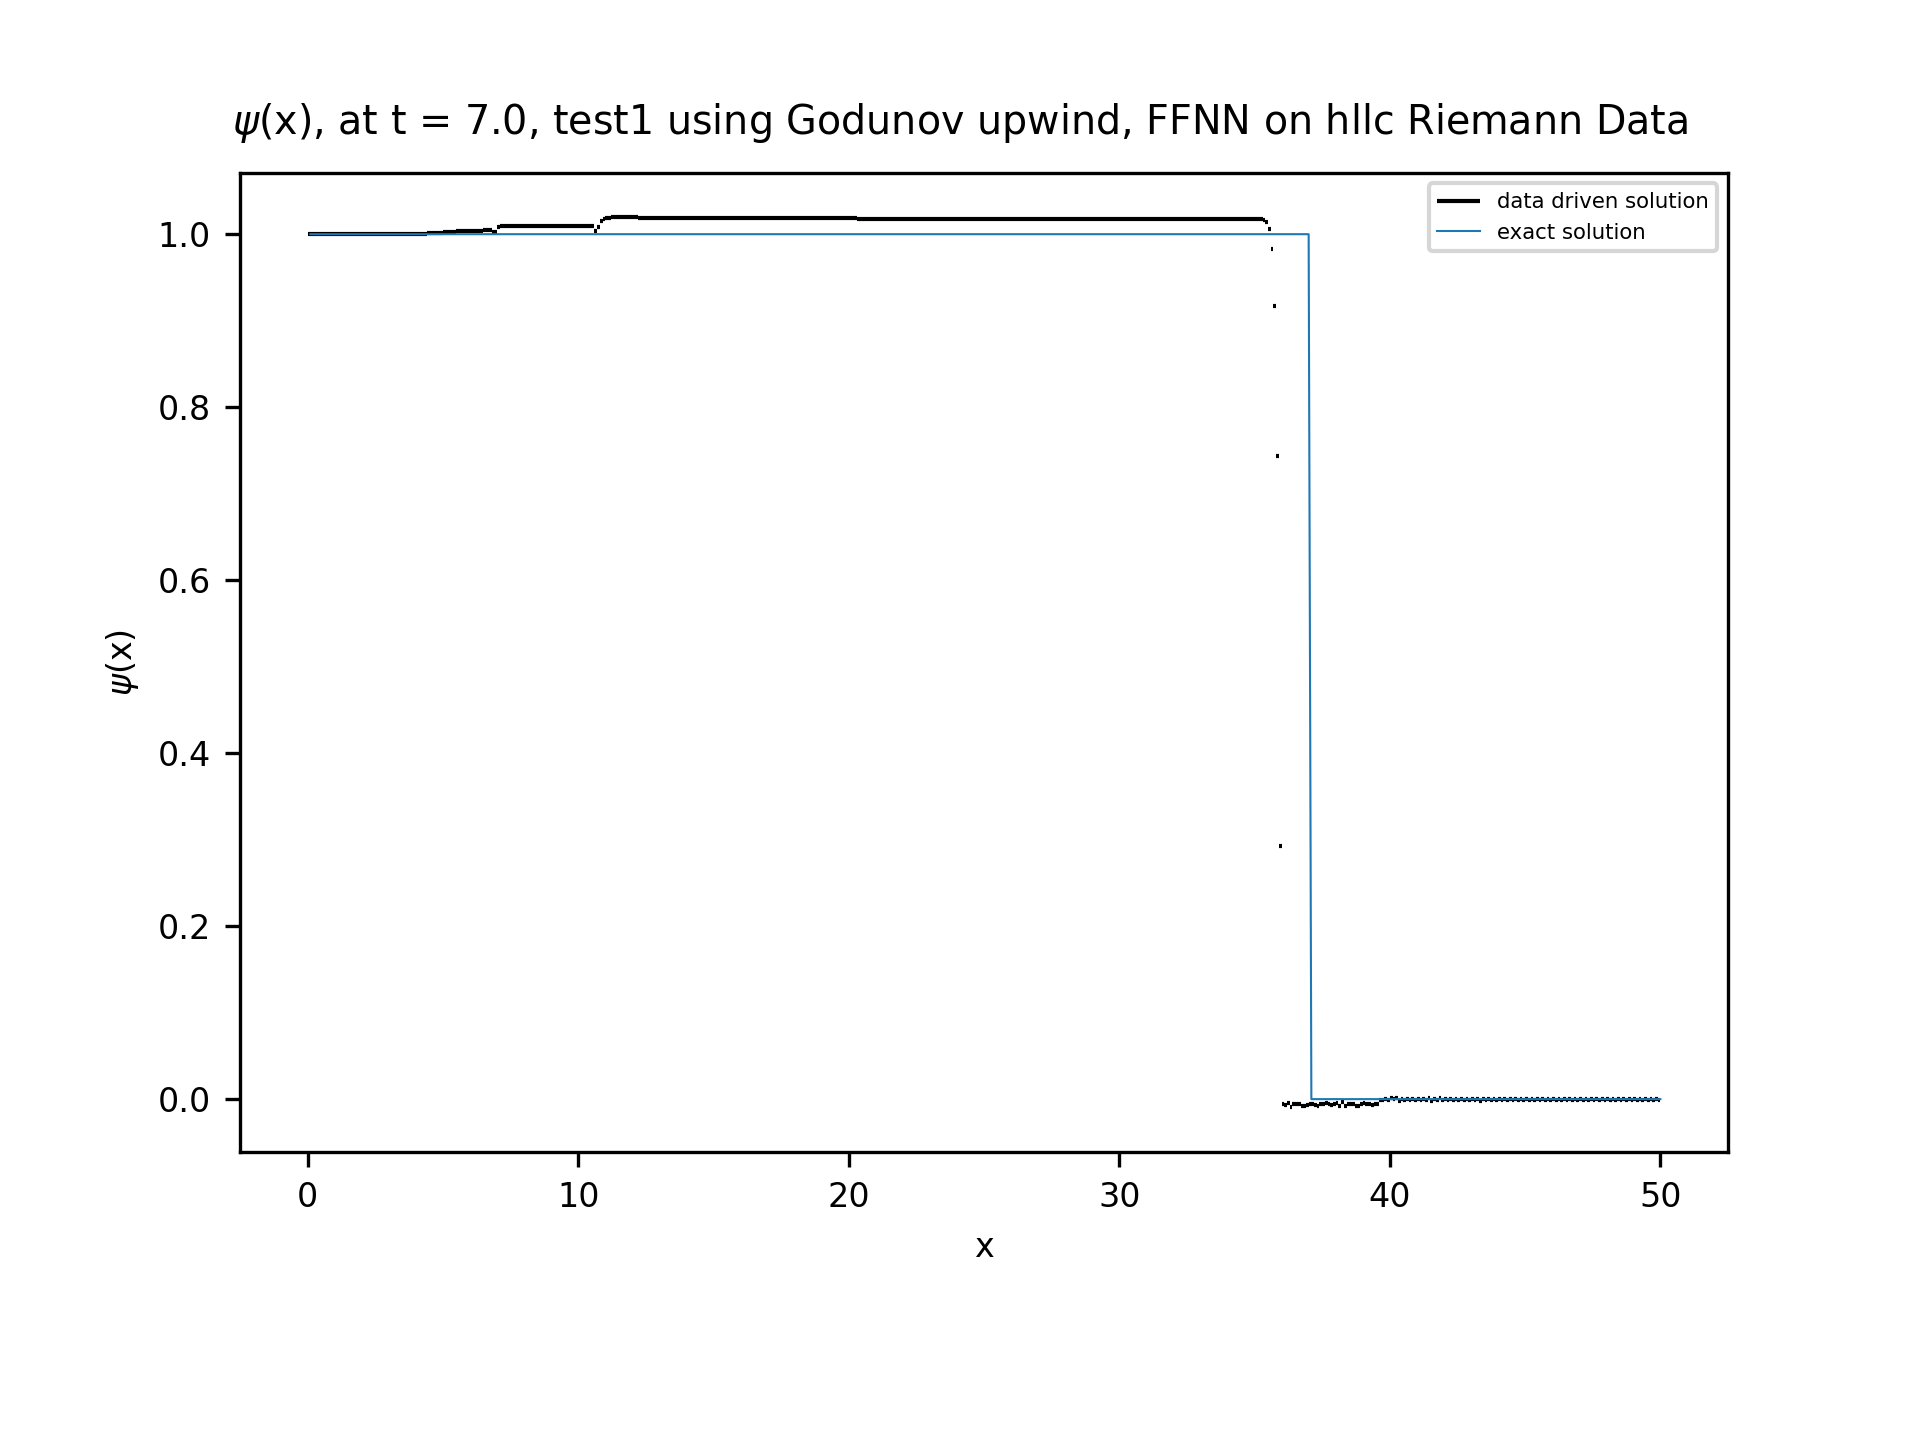 ψ(x), at t = 7.0, test1 using Godunov upwind, FFNN on hllc Riemann Data
data driven solution
exact solution
1.0
0.8
0.6
0.4
0.2
0.0
ψ(x)
0 10 20 30 40 50
x